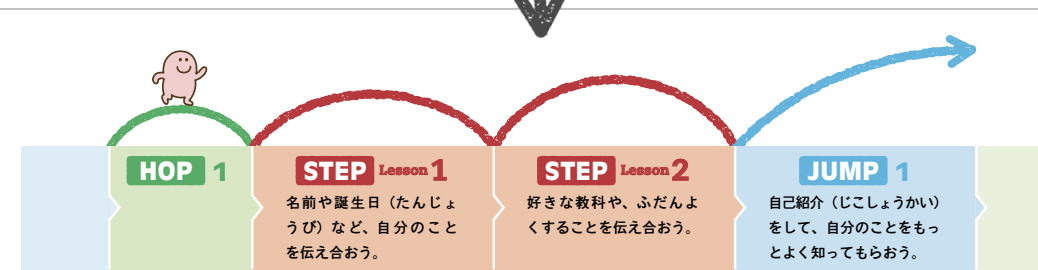 HOP 1
STEP Lesson 1
名前や誕生日（たんじょ
うび）など、自分のこと
を伝え合おう。
STEP Lesson 2
好きな教科や、ふだんよ
くすることを伝え合おう。
JUMP 1
自己紹介（じこしょうかい）
をして、自分のことをもっ
とよく知ってもらおう。